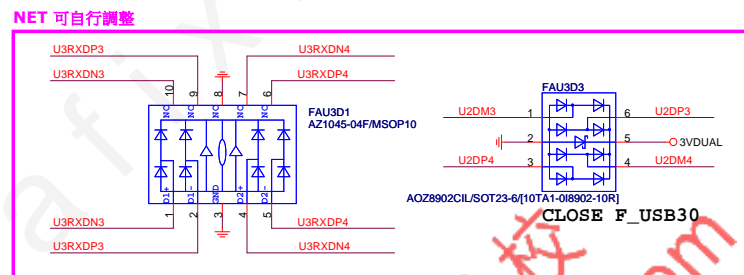 NET 可自行調整
U3RXDP3
U3RXDN4
U3RXDN3
U3RXDP4
10
9
8
7
6
NC
NC
NC
NC
FAU3D1
AZ1045-04F/MSOP10
D1+
D1-
GND
D2+
D2-
1
2
3
4
5
U3RXDN3
U3RXDP4
U3RXDP3
U3RXDN4
FAU3D3
U2DM3
1
6
U2DP3
2
5
3VDUAL
U2DP4
3
4
U2DM4
AOZ8902CIL/SOT23-6/[10TA1-0I8902-10R]
CLOSE F_USB30